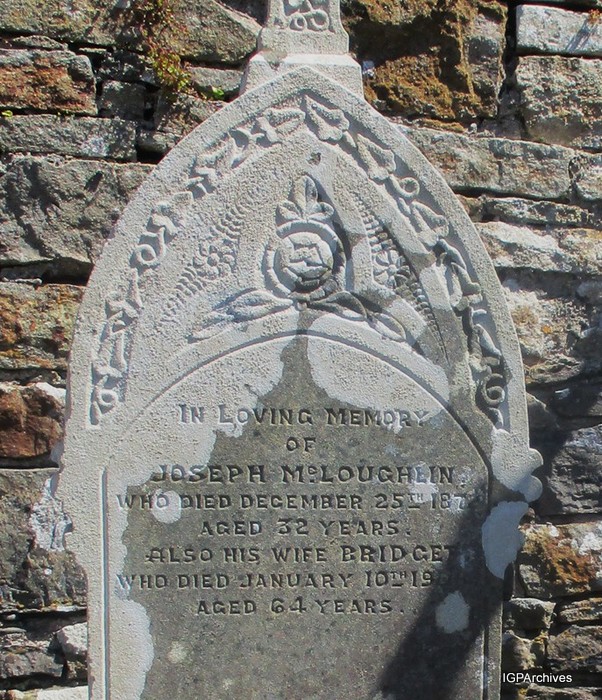 IN LOVING MEMORY
OF
JOSEPH McLOUGHLIN
WHO DIED DECEMBER 25TH
AGED 32 YEARS.
ALSO HIS WIFE BRIDGET
WHO DIED JANUARY 10TH
AGED 64 YEARS.
IGPArchives